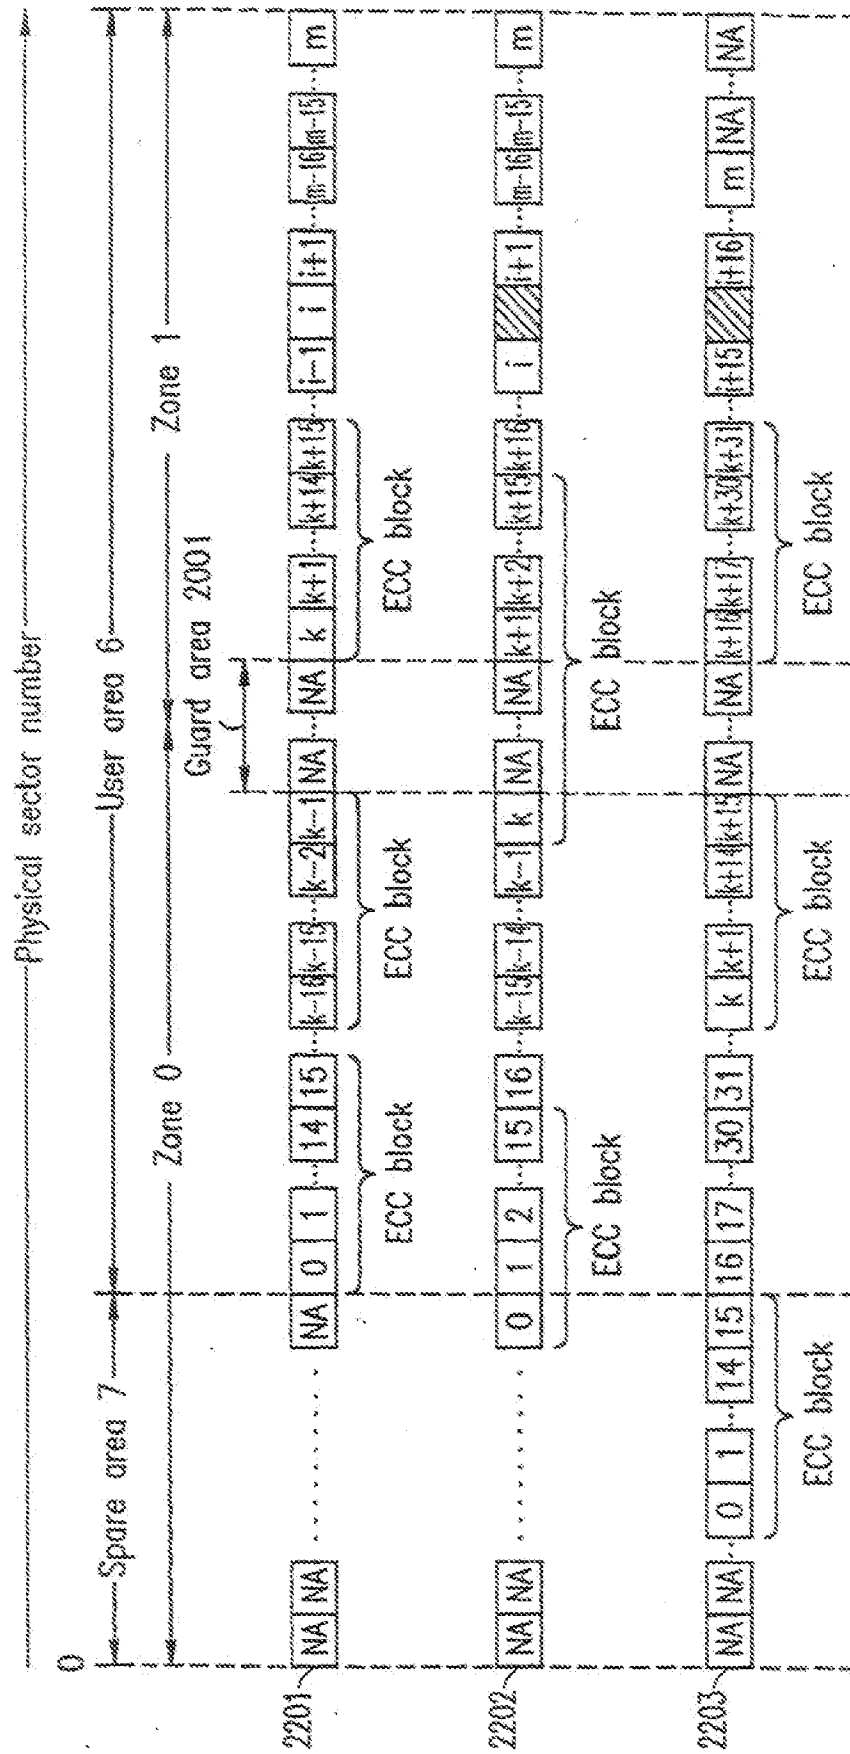 Physical sector number
0
Spare area 7
User area 6
Zone 0
Zone 1
Guard area 2001
2201
NA NA ........ NA 0 1 ... 14 15 ... k-16 k-15 ... k-2 k-1 NA ... NA k k+1 ... k+14 k+15 ... i-1 i i+1 ... m-16 m-15 ... m
ECC block
ECC block
ECC block
2202
NA NA ........ 0 1 2 ... 15 16 ... k-15 k-14 ... k-1 k NA ... NA k+1 k+2 ... k+15 k+16 ... i i+1 ... m-16 m-15 ... m
ECC block
ECC block
2203
NA NA ... 0 1 ... 14 15 16 17 ... 30 31 ... k k+1 ... k+14 k+15 NA ... NA k+16 k+17 ... k+30 k+31 ... i+15 i+16 ... m NA ... NA
ECC block
ECC block
ECC block